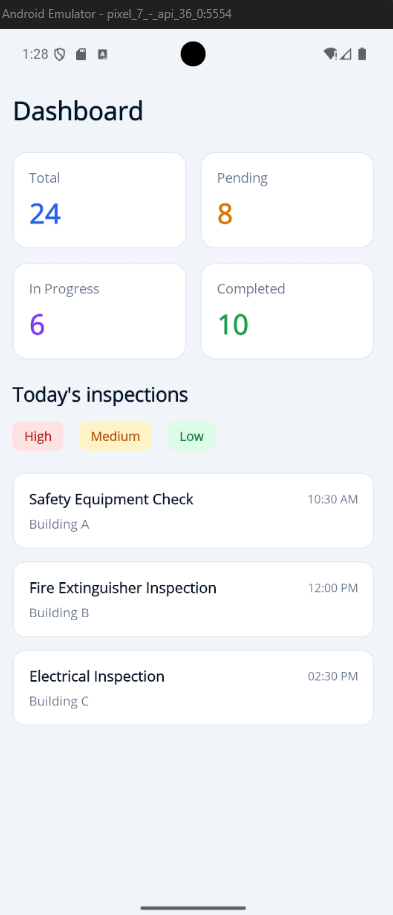 Android Emulator - pixel_7_-_api_36_0:5554
1:28
Dashboard
Total
Pending
24
8
In Progress
Completed
6
10
Today's inspections
High Medium Low
Safety Equipment Check 10:30 AM
Building A
Fire Extinguisher Inspection 12:00 PM
Building B
Electrical Inspection 02:30 PM
Building C